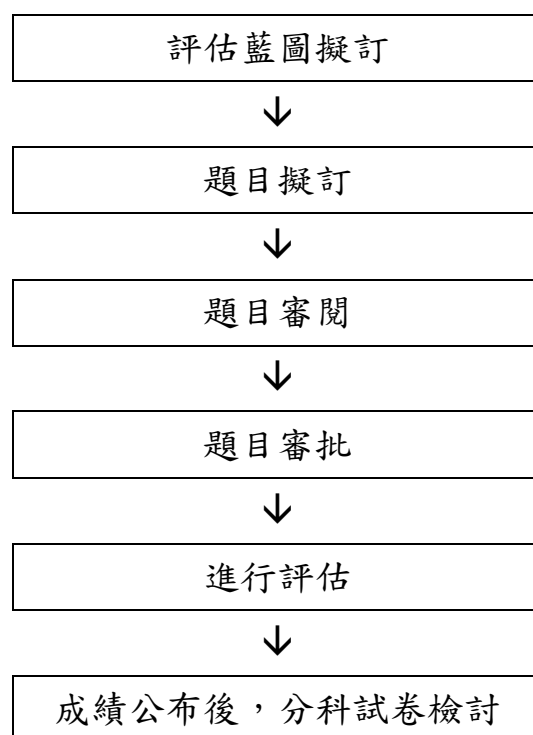 評估藍圖擬訂
↓
題目擬訂
↓
題目審閱
↓
題目審批
↓
進行評估
↓
成績公布後，分科試卷檢討